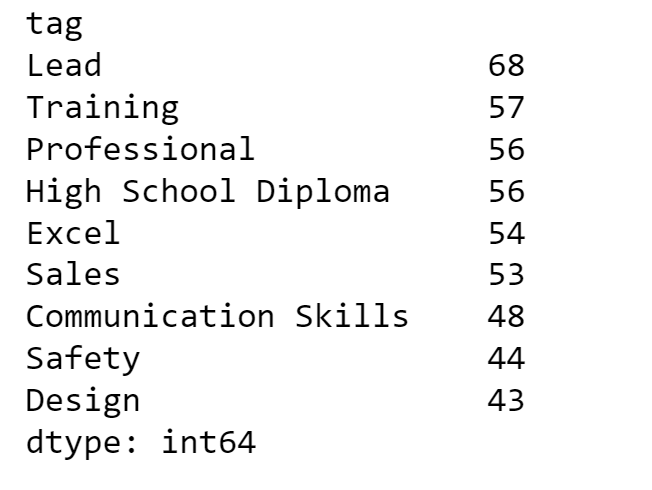 tag
Lead 68
Training 57
Professional 56
High School Diploma 56
Excel 54
Sales 53
Communication Skills 48
Safety 44
Design 43
dtype: int64